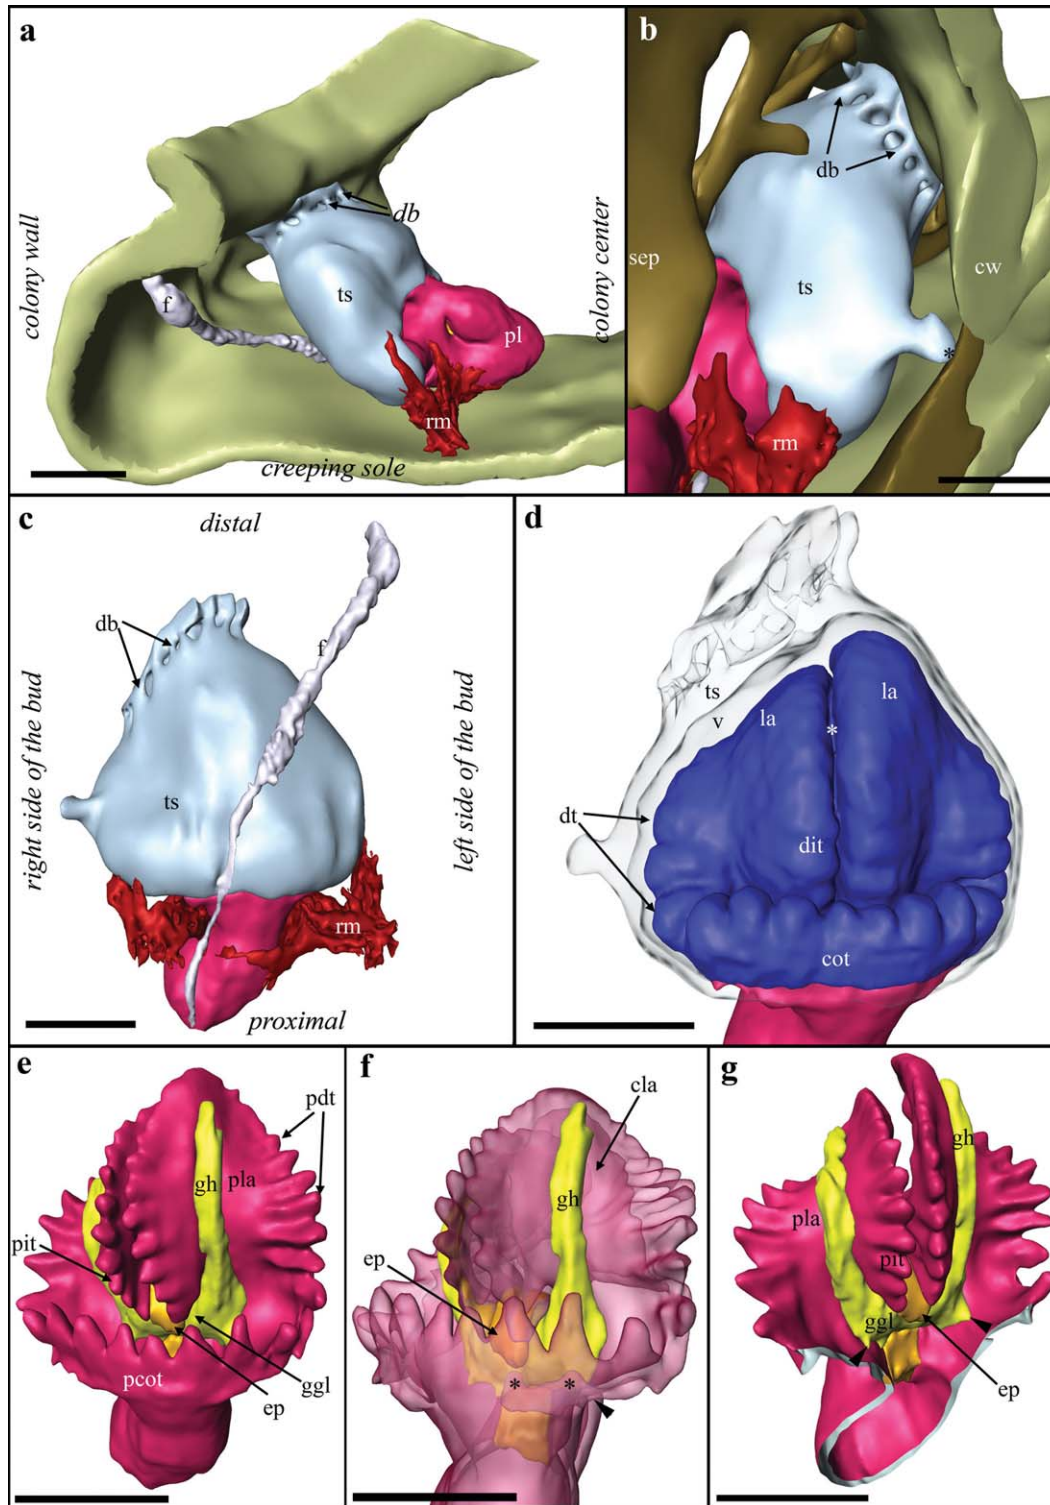 a
db
colony wall
f
ts
pl
colony center
rm
creeping sole
b
db
sep
ts
cw
*
rm
c
distal
db
f
right side of the bud
ts
left side of the bud
rm
proximal
d
ts
v
la
la
*
dt
dit
cot
e
pdt
gh
pla
pit
ggl
pcot
ep
f
cla
gh
ep
*
*
g
gh
pla
pit
ggl
ep